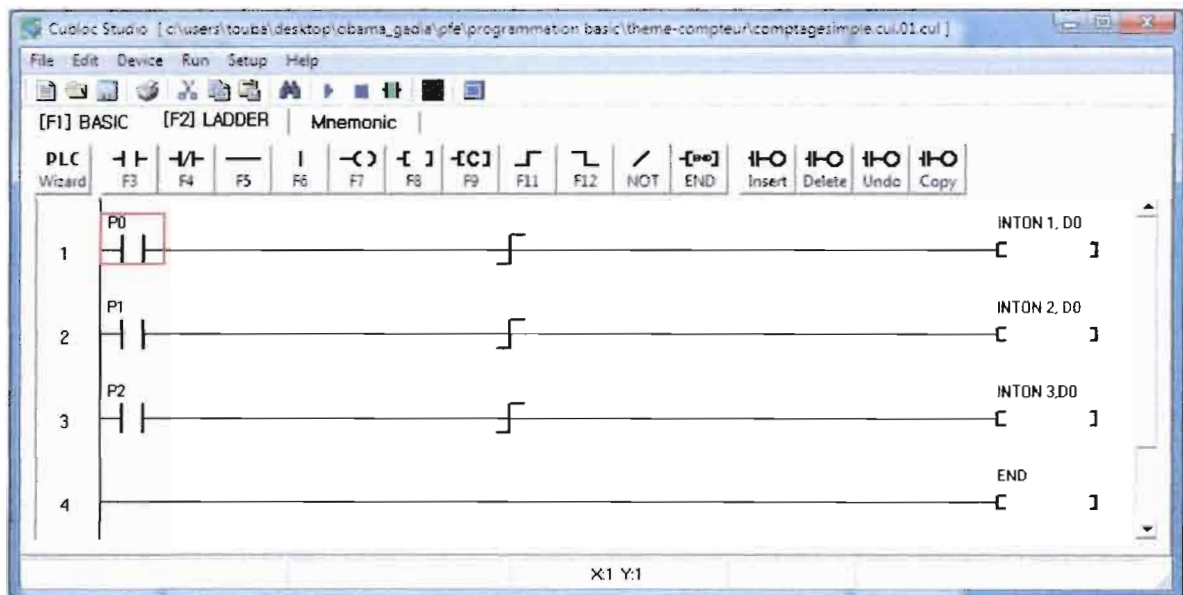 Cubloc Studio [ c:\users\touba\desktop\obama_gadia\pfe\programmation basic\theme-compteur\comptagesimple.cul.01.cul ]
File Edit Device Run Setup Help
[F1] BASIC [F2] LADDER Mnemonic
PLC Wizard F3 F4 F5 F6 F7 F8 [C] F9 F11 F12 NOT [END] END Insert Delete Undo Copy
P0 INTON 1, D0
1
P1 INTON 2, D0
2
P2 INTON 3,D0
3
END
4
X:1 Y:1